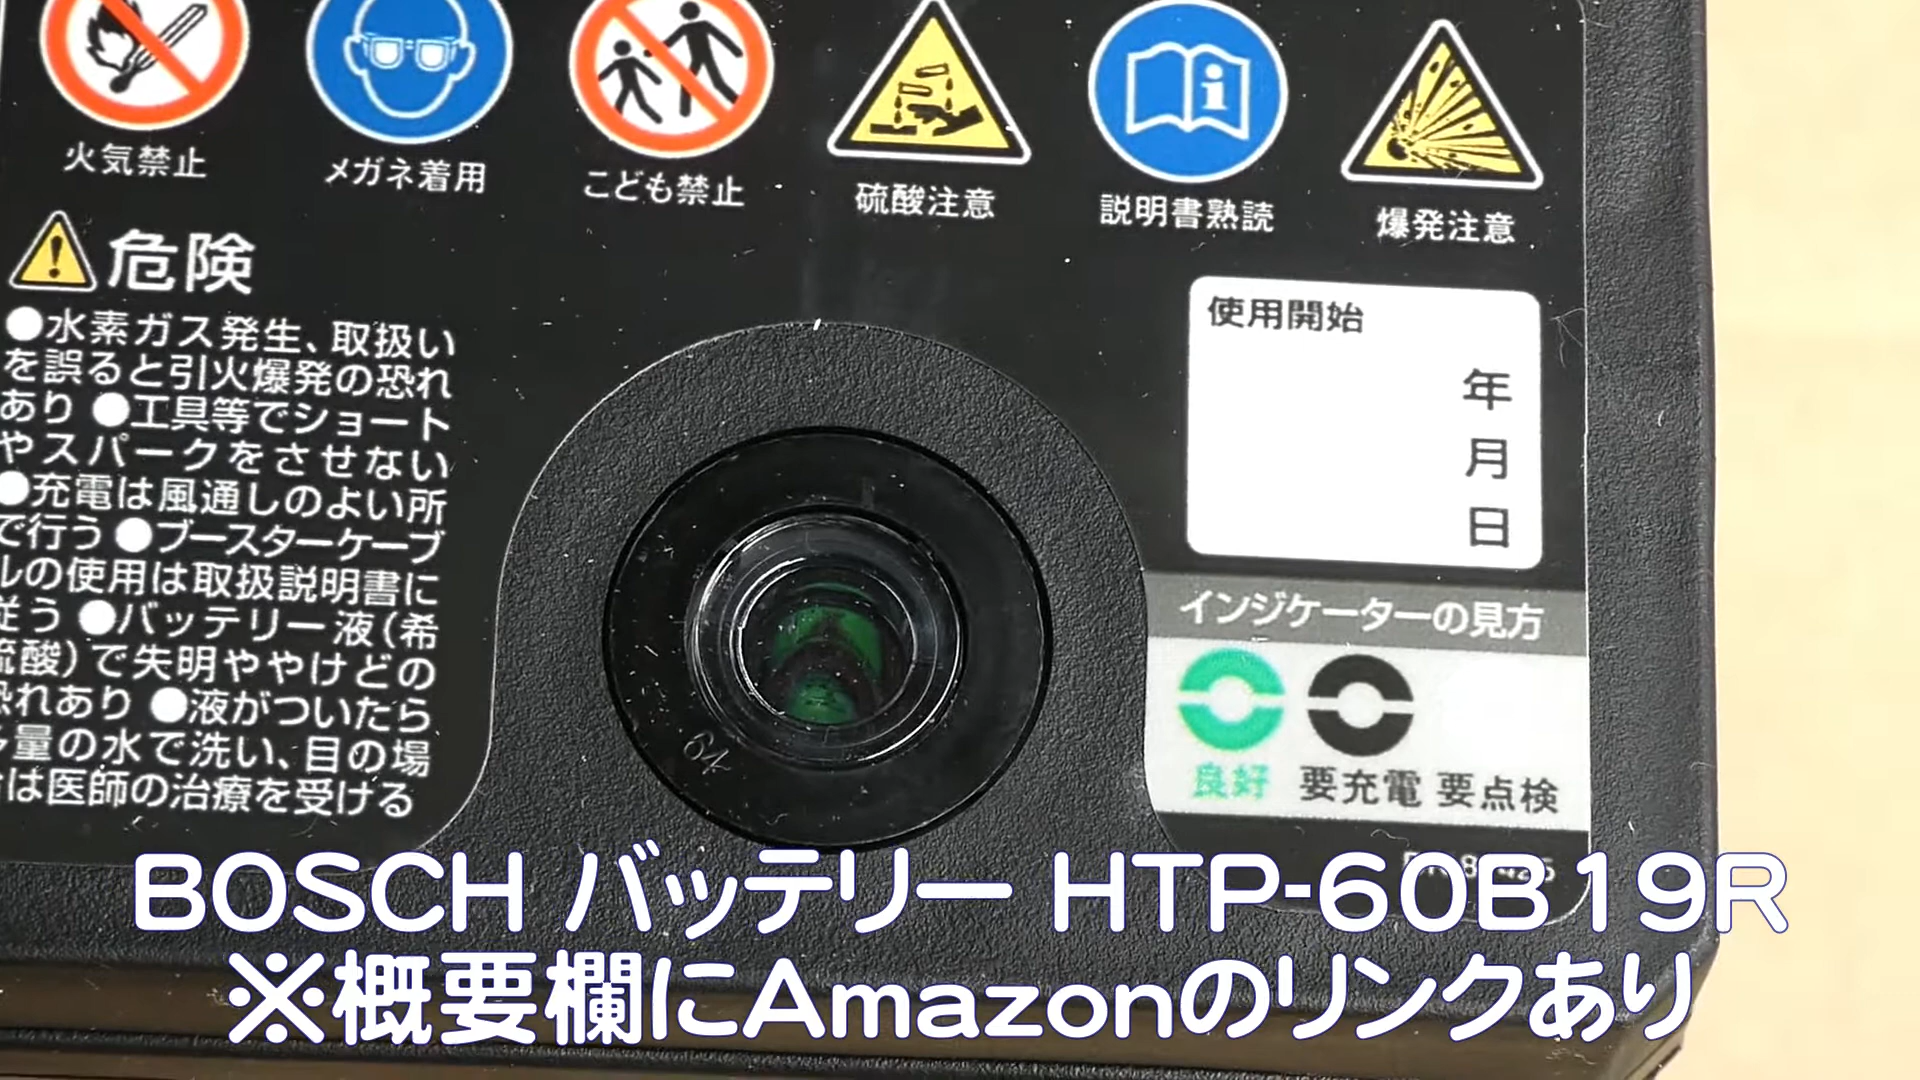 火気禁止
メガネ着用
こども禁止
硫酸注意
説明書熟読
爆発注意
危険
●水素ガス発生、取扱い
を誤ると引火爆発の恐れ
あり ●工具等でショート
やスパークをさせない
●充電は風通しのよい所
で行う ●ブースターケーブ
ルの使用は取扱説明書に
従う ●バッテリー液(希
硫酸)で失明ややけどの
恐れあり ●液がついたら
多量の水で洗い、目の場
は医師の治療を受ける
64
使用開始
年
月
日
インジケーターの見方
良好 要充電 要点検
BOSCH バッテリー HTP-60B19R
※概要欄にAmazonのリンクあり